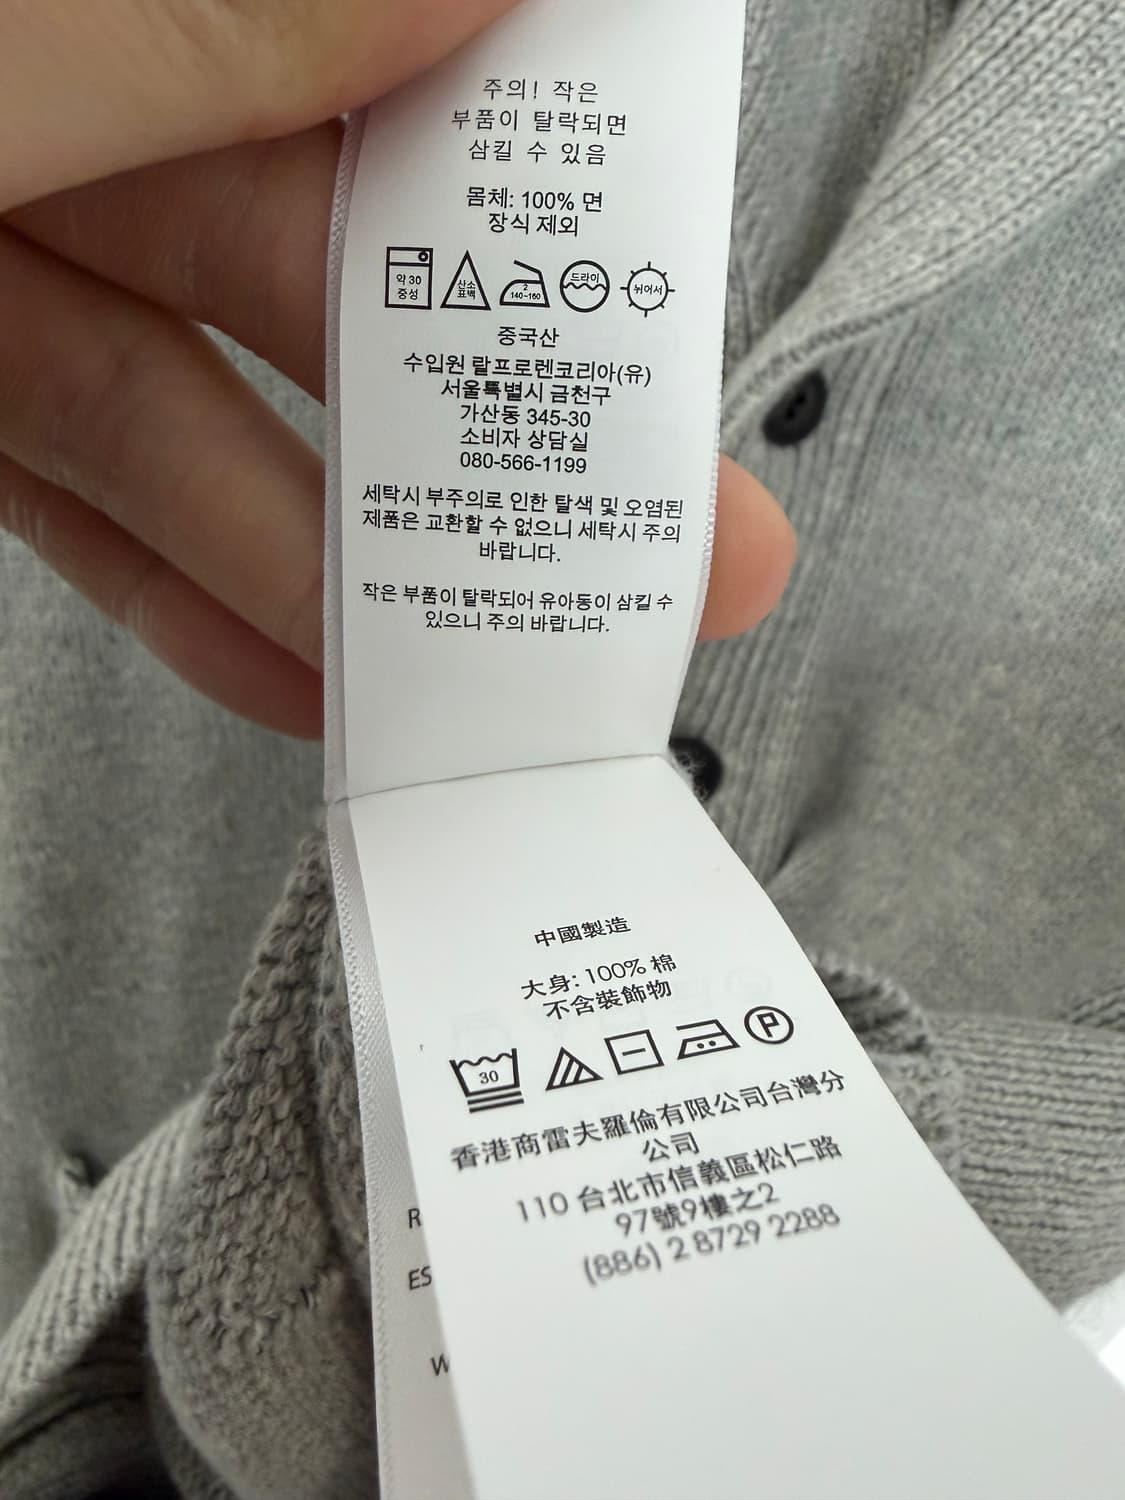 주의! 작은
부품이 탈락되면
삼킬 수 있음
몸체: 100% 면
장식 제외
약 30
중성
산소
표백
2
140~160
드라이
뉘어서
중국산
수입원 랄프로렌코리아(유)
서울특별시 금천구
가산동 345-30
소비자 상담실
080-566-1199
세탁시 부주의로 인한 탈색 및 오염된
제품은 교환할 수 없으니 세탁시 주의
바랍니다.
작은 부품이 탈락되어 유아동이 삼킬 수
있으니 주의 바랍니다.
中國製造
大身: 100% 棉
不含裝飾物
30
P
香港商雷夫羅倫有限公司台灣分
公司
110 台北市信義區松仁路
97號9樓之2
(886) 2 8729 2288
R
ES
W